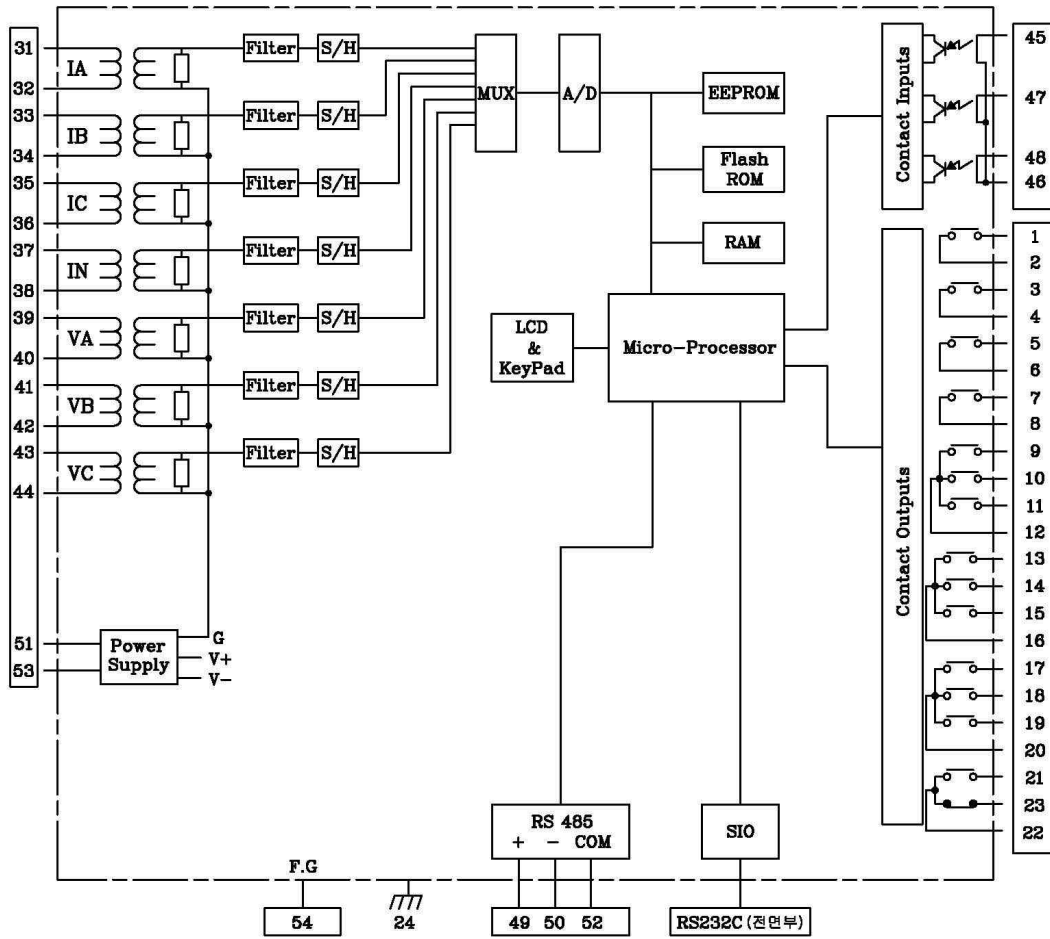 31
IA
32
33
IB
34
35
IC
36
37
IN
38
39
VA
40
41
VB
42
43
VC
44
51
53
Power
Supply
G
V+
V-
Filter S/H
Filter S/H
Filter S/H
Filter S/H
Filter S/H
Filter S/H
Filter S/H
MUX
A/D
EEPROM
Flash
ROM
RAM
LCD
&
KeyPad
Micro-Processor
Contact Inputs
45
47
48
46
Contact Outputs
1
2
3
4
5
6
7
8
9
10
11
12
13
14
15
16
17
18
19
20
21
23
22
RS 485
+ - COM
SIO
F.G
54
24
49 50 52
RS232C (전면부)